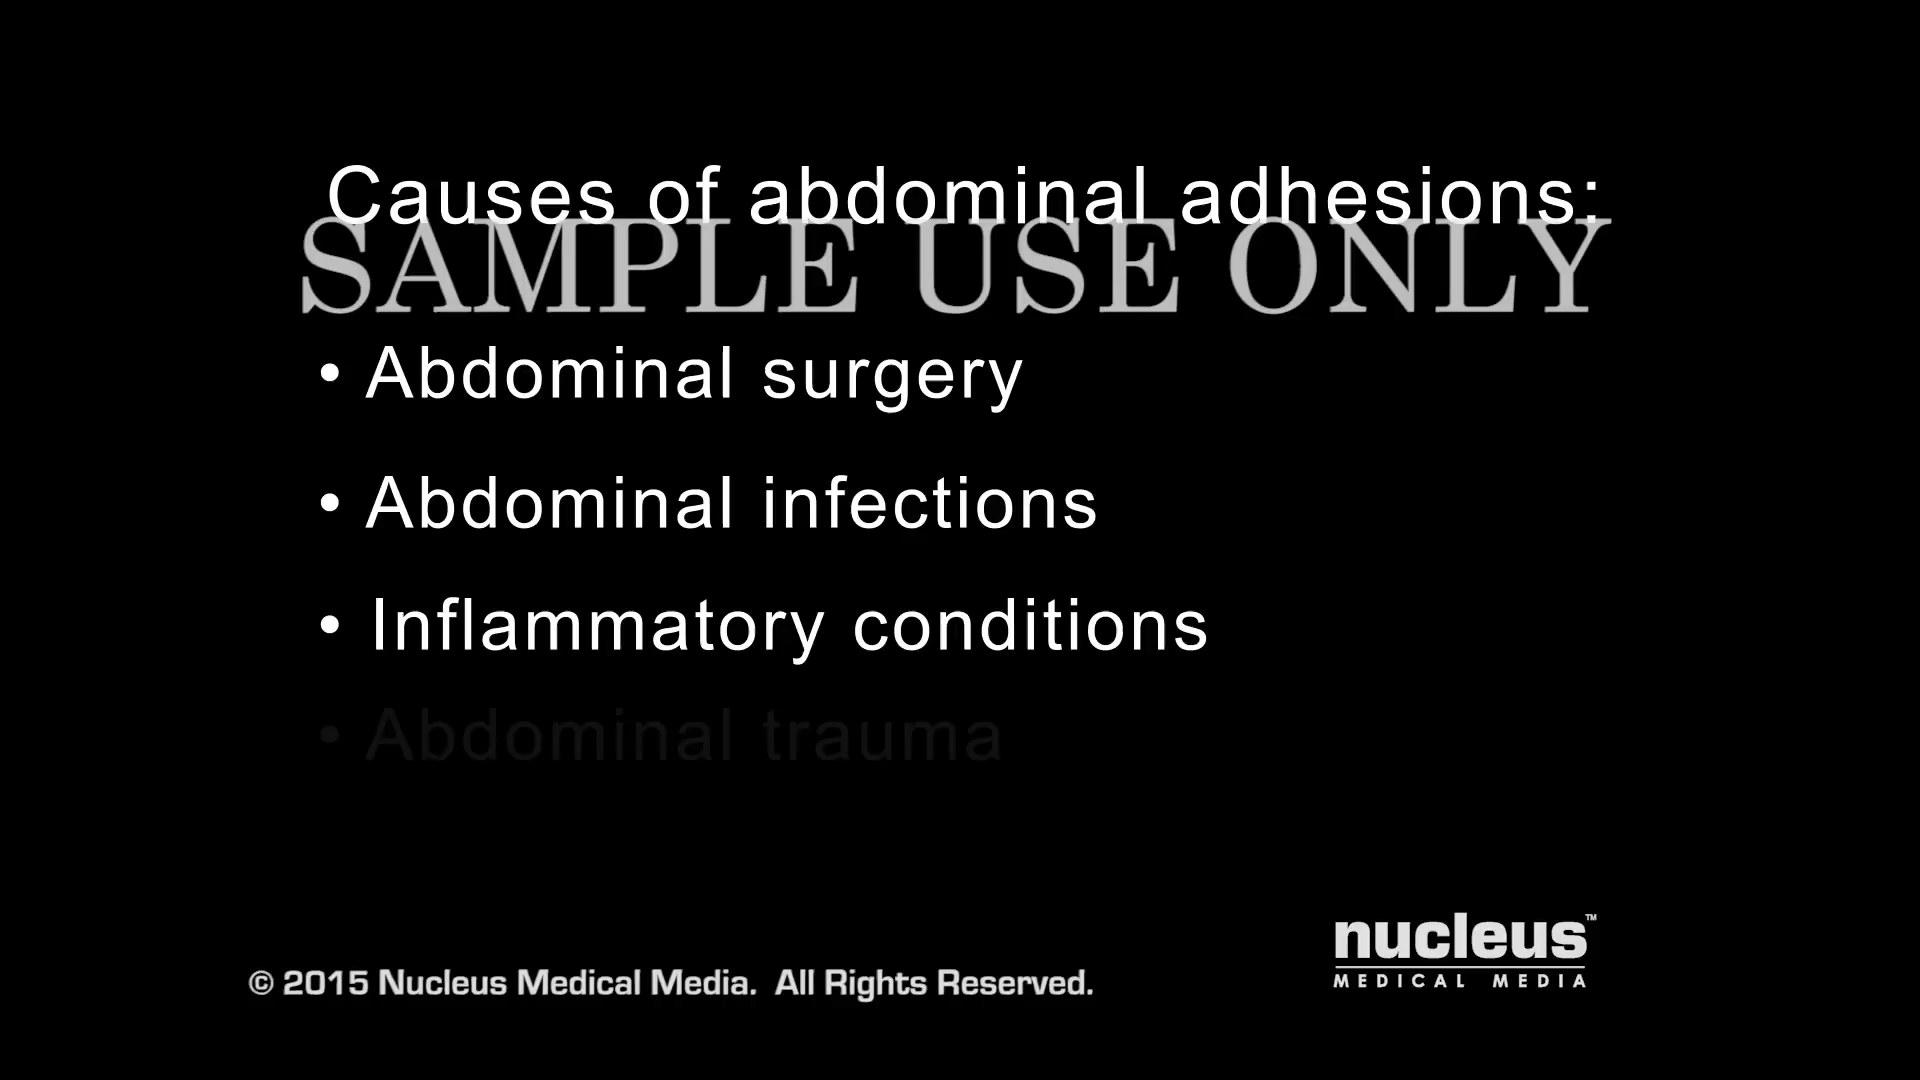 Causes of abdominal adhesions:
SAMPLE USE ONLY
• Abdominal surgery
• Abdominal infections
• Inflammatory conditions
• Abdominal trauma
nucleus™
MEDICAL MEDIA
© 2015 Nucleus Medical Media. All Rights Reserved.